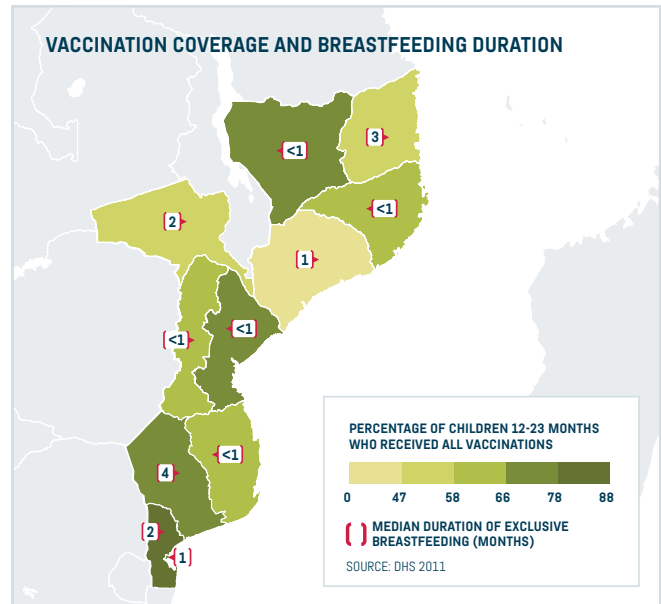 VACCINATION COVERAGE AND BREASTFEEDING DURATION
3
<1
<1
2
1
<1
<1
<1
4
2
1
PERCENTAGE OF CHILDREN 12-23 MONTHS
WHO RECEIVED ALL VACCINATIONS
0 47 58 66 78 88
MEDIAN DURATION OF EXCLUSIVE
BREASTFEEDING (MONTHS)
SOURCE: DHS 2011